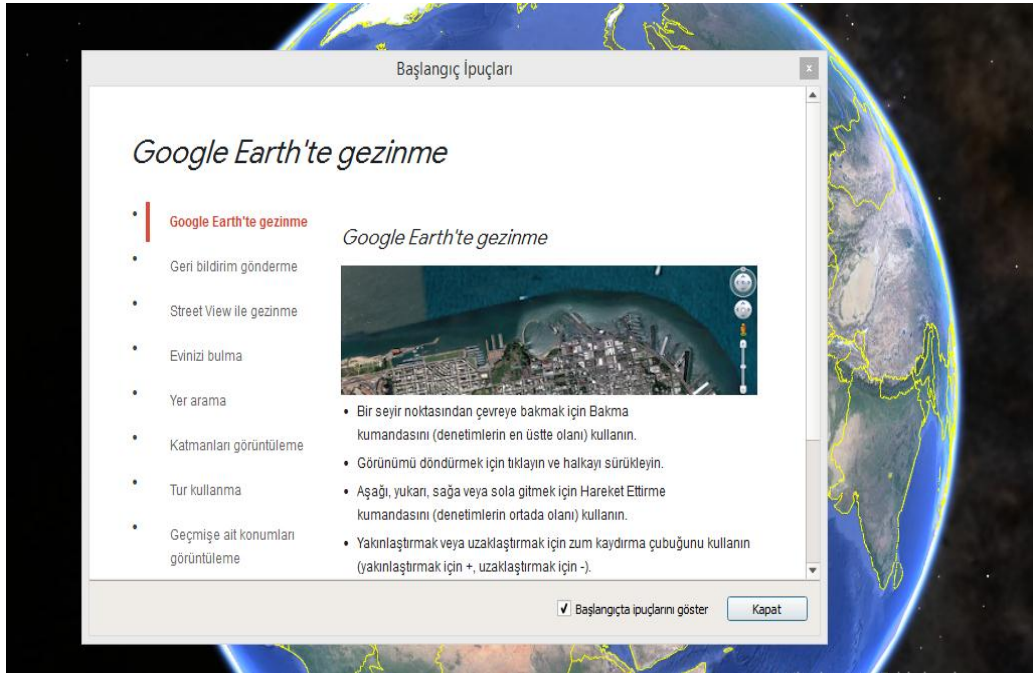 Başlangıç İpuçları
x
Google Earth'te gezinme
Google Earth'te gezinme
Geri bildirim gönderme
Street View ile gezinme
Evinizi bulma
Yer arama
Katmanları görüntüleme
Tur kullanma
Geçmişe ait konumları
görüntüleme
Google Earth'te gezinme
• Bir seyir noktasından çevreye bakmak için Bakma
kumandasını (denetimlerin en üstte olanı) kullanın.
• Görünümü döndürmek için tıklayın ve halkayı sürükleyin.
• Aşağı, yukarı, sağa veya sola gitmek için Hareket Ettirme
kumandasını (denetimlerin ortada olanı) kullanın.
• Yakınlaştırmak veya uzaklaştırmak için zum kaydırma çubuğunu kullanın
(yakınlaştırmak için +, uzaklaştırmak için -).
Başlangıçta ipuçlarını göster
Kapat